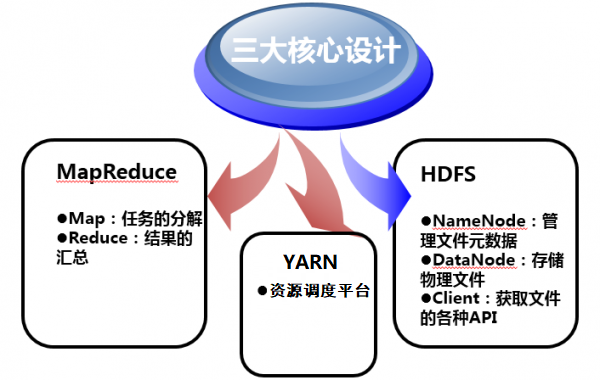 三大核心设计
MapReduce
●Map：任务的分解
●Reduce：结果的
汇总
YARN
●资源调度平台
HDFS
●NameNode：管
理文件元数据
●DataNode：存储
物理文件
●Client：获取文件
的各种API